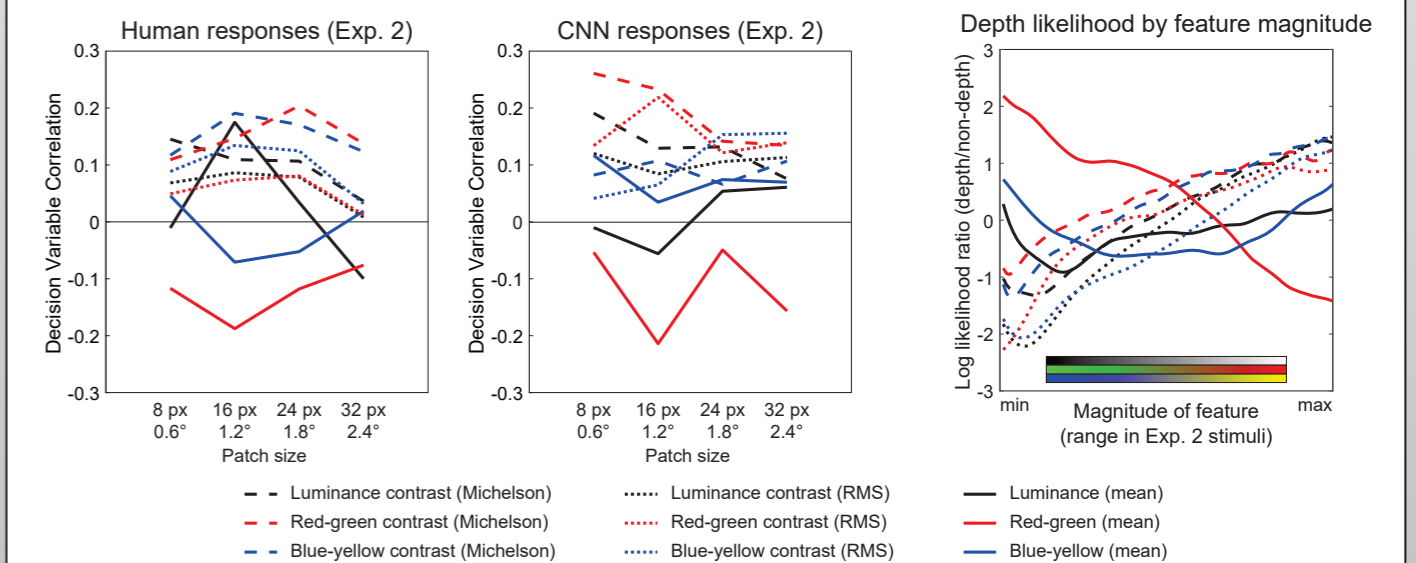 Human responses (Exp. 2)
Decision Variable Correlation
0.3
0.2
0.1
0
-0.1
-0.2
-0.3
8 px 16 px 24 px 32 px
0.6° 1.2° 1.8° 2.4°
Patch size
CNN responses (Exp. 2)
Decision Variable Correlation
0.3
0.2
0.1
0
-0.1
-0.2
-0.3
8 px 16 px 24 px 32 px
0.6° 1.2° 1.8° 2.4°
Patch size
Depth likelihood by feature magnitude
Log likelihood ratio (depth/non-depth)
3
2
1
0
-1
-2
-3
min max
Magnitude of feature
(range in Exp. 2 stimuli)
Luminance contrast (Michelson)
Red-green contrast (Michelson)
Blue-yellow contrast (Michelson)
Luminance contrast (RMS)
Red-green contrast (RMS)
Blue-yellow contrast (RMS)
Luminance (mean)
Red-green (mean)
Blue-yellow (mean)